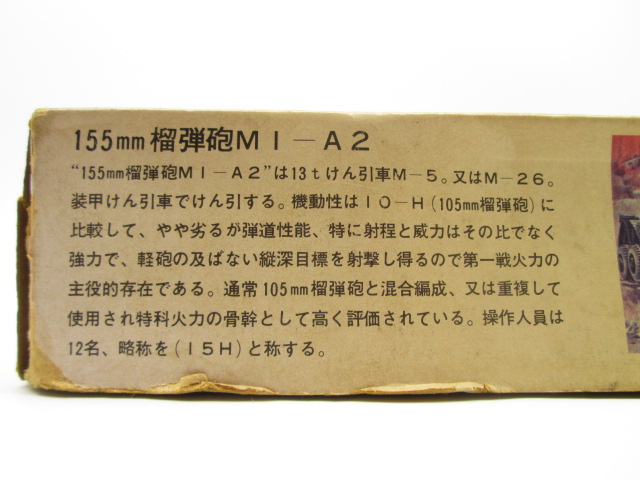 155mm榴弾砲MI－A2
“155mm榴弾砲MI－A2”は13tけん引車M－5。又はM－26。
装甲けん引車でけん引する。機動性はIO－H(105mm榴弾砲)に
比較して、やや劣るが弾道性能、特に射程と威力はその比でなく
強力で、軽砲の及ばない縦深目標を射撃し得るので第一戦火力の
主役的存在である。通常105mm榴弾砲と混合編成、又は重複して
使用され特科火力の骨幹として高く評価されている。操作人員は
12名、略称を(I5H)と称する。